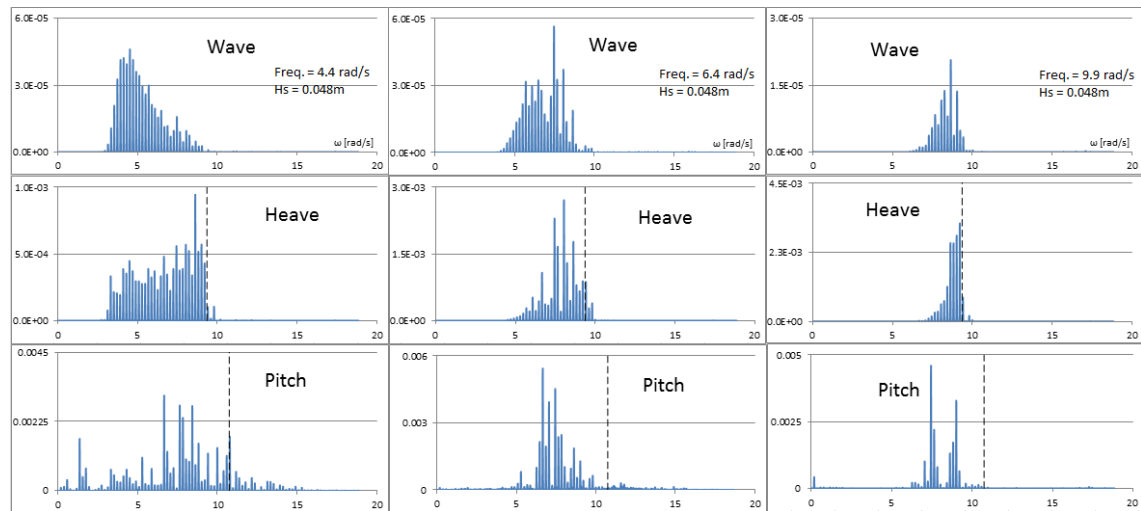 6.0E-05
Wave
Freq. = 4.4 rad/s
Hs = 0.048m
3.0E-05
ω [rad/s]
0.0E+00
0 5 10 15 20
6.0E-05
Wave
Freq. = 6.4 rad/s
Hs = 0.048m
3.0E-05
ω [rad/s]
0.0E+00
0 5 10 15 20
3.0E-05
Wave
Freq. = 9.9 rad/s
Hs = 0.048m
1.5E-05
ω [rad/s]
0.0E+00
0 5 10 15 20
1.0E-03
Heave
5.0E-04
0.0E+00
0 5 10 15 20
3.0E-03
Heave
1.5E-03
0.0E+00
0 5 10 15 20
4.5E-03
Heave
2.3E-03
0.0E+00
0 5 10 15 20
0.0045
Pitch
0.00225
0
0 5 10 15 20
0.006
Pitch
0.003
0
0 5 10 15 20
0.005
Pitch
0.0025
0
0 5 10 15 20